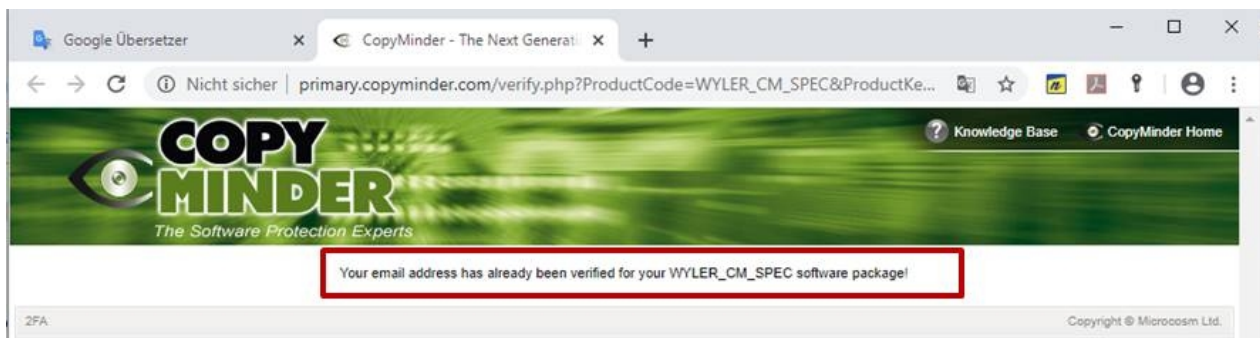 Google Übersetzer
CopyMinder - The Next Generati
Nicht sicher | primary.copyminder.com/verify.php?ProductCode=WYLER_CM_SPEC&ProductKe...
COPY
MINDER
The Software Protection Experts
Knowledge Base
CopyMinder Home
Your email address has already been verified for your WYLER_CM_SPEC software package!
2FA
Copyright © Microcosm Ltd.